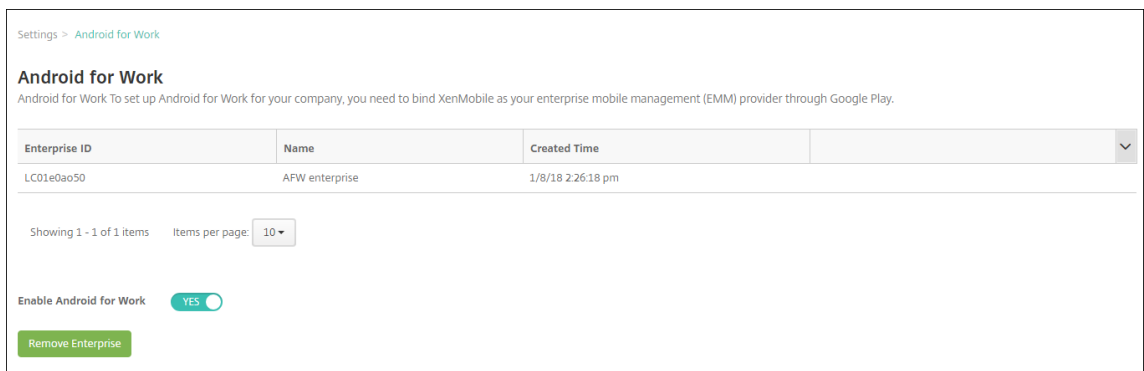 Settings > Android for Work
Android for Work
Android for Work To set up Android for Work for your company, you need to bind XenMobile as your enterprise mobile management (EMM) provider through Google Play.
Enterprise ID Name Created Time
LC01e0ao50 AFW enterprise 1/8/18 2:26:18 pm
Showing 1 - 1 of 1 items Items per page: 10
Enable Android for Work YES
Remove Enterprise